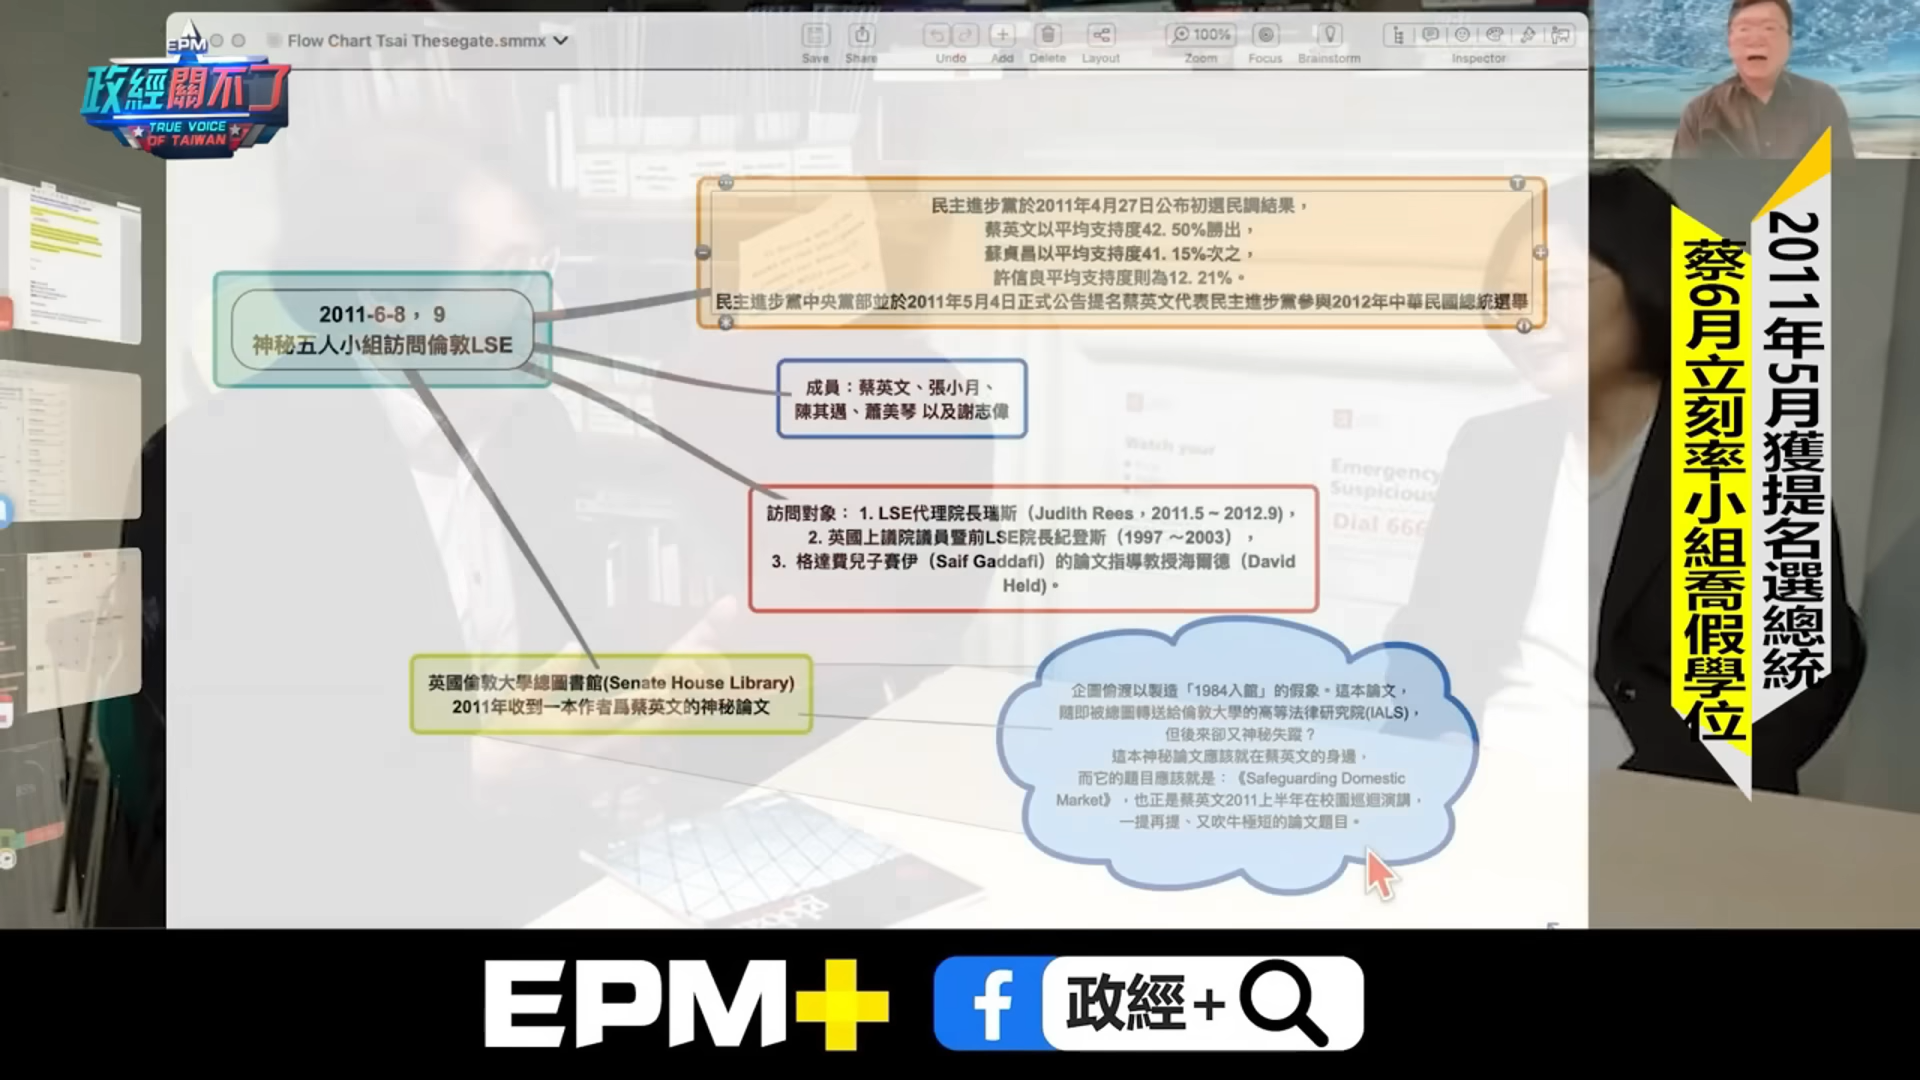 EPM
政經關不了
TRUE VOICE
OF TAIWAN
Flow Chart Tsai Thesegate.smmx
100%
Save
Share
Undo
Add
Delete
Layout
Zoom
Focus
Brainstorm
Inspector
民主進步黨於2011年4月27日公布初選民調結果，
蔡英文以平均支持度42. 50%勝出，
蘇貞昌以平均支持度41. 15%次之，
許信良平均支持度則為12. 21%。
民主進步黨中央黨部並於2011年5月4日正式公告提名蔡英文代表民主進步黨參與2012年中華民國總統選舉
2011-6-8， 9
神秘五人小組訪問倫敦LSE
成員：蔡英文、張小月、
陳其邁、蕭美琴 以及謝志偉
Watch your
Emergency
Suspicious
Dial 666
訪問對象： 1. LSE代理院長瑞斯（Judith Rees，2011.5 ~ 2012.9)，
2. 英國上議院議員暨前LSE院長紀登斯（1997 ～2003），
3. 格達費兒子賽伊（Saif Gaddafi）的論文指導教授海爾德（David
Held)。
英國倫敦大學總圖書館(Senate House Library)
2011年收到一本作者爲蔡英文的神秘論文
企圖偷渡以製造「1984入館」的假象。這本論文，
隨即被總圖轉送給倫敦大學的高等法律研究院(IALS)，
但後來卻又神秘失蹤？
這本神秘論文應該就在蔡英文的身邊，
而它的題目應該就是：《Safeguarding Domestic
Market》，也正是蔡英文2011上半年在校園巡迴演講，
一提再提、又吹牛極短的論文題目。
2011年5月獲提名選總統
蔡6月立刻率小組喬假學位
EPM+
f 政經+